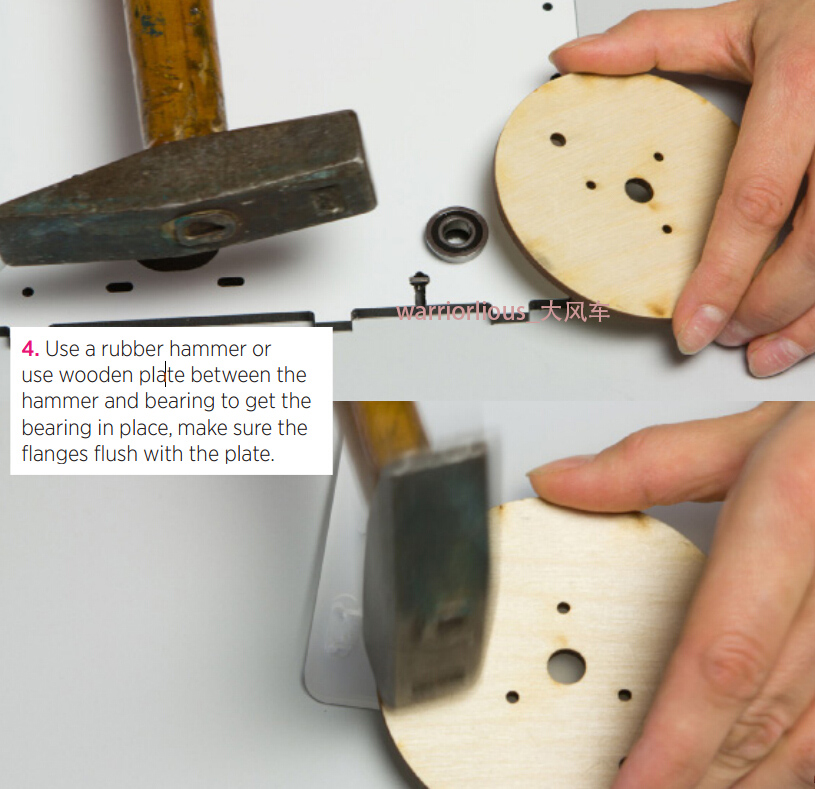 warriorlious_大风车
4. Use a rubber hammer or
use wooden plate between the
hammer and bearing to get the
bearing in place, make sure the
flanges flush with the plate.